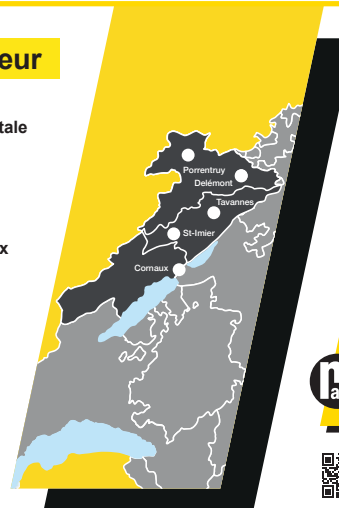 eur
tale
Porrentruy
Delémont
Tavannes
St-Imier
x
Cornaux